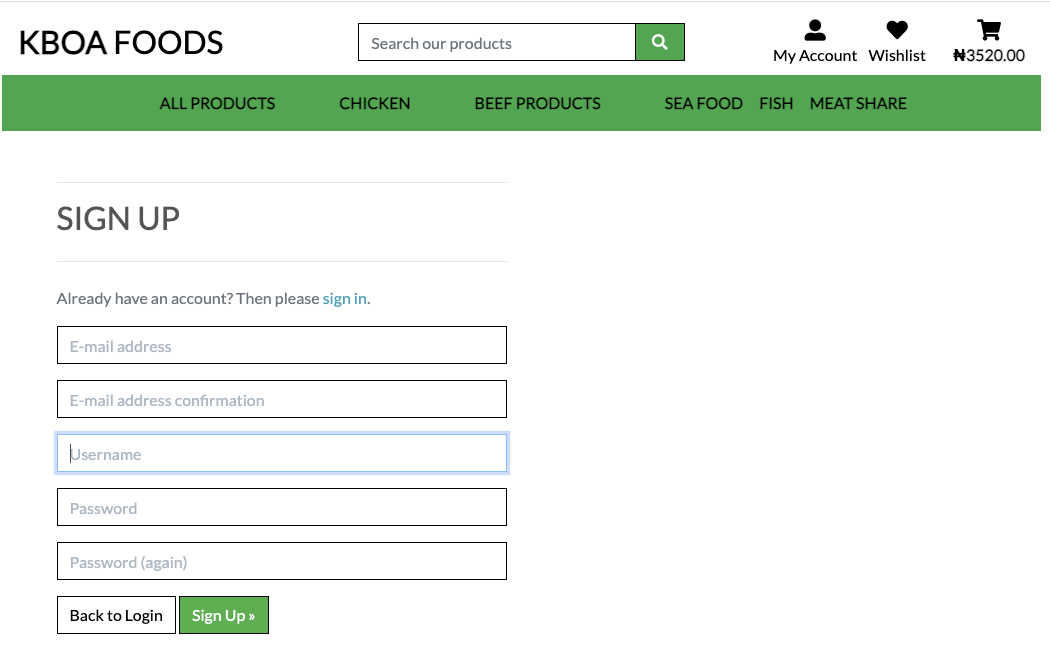 KBOA FOODS
Search our products
My Account Wishlist ₦3520.00
ALL PRODUCTS CHICKEN BEEF PRODUCTS SEA FOOD FISH MEAT SHARE
SIGN UP
Already have an account? Then please sign in.
E-mail address
E-mail address confirmation
Username
Password
Password (again)
Back to Login Sign Up »